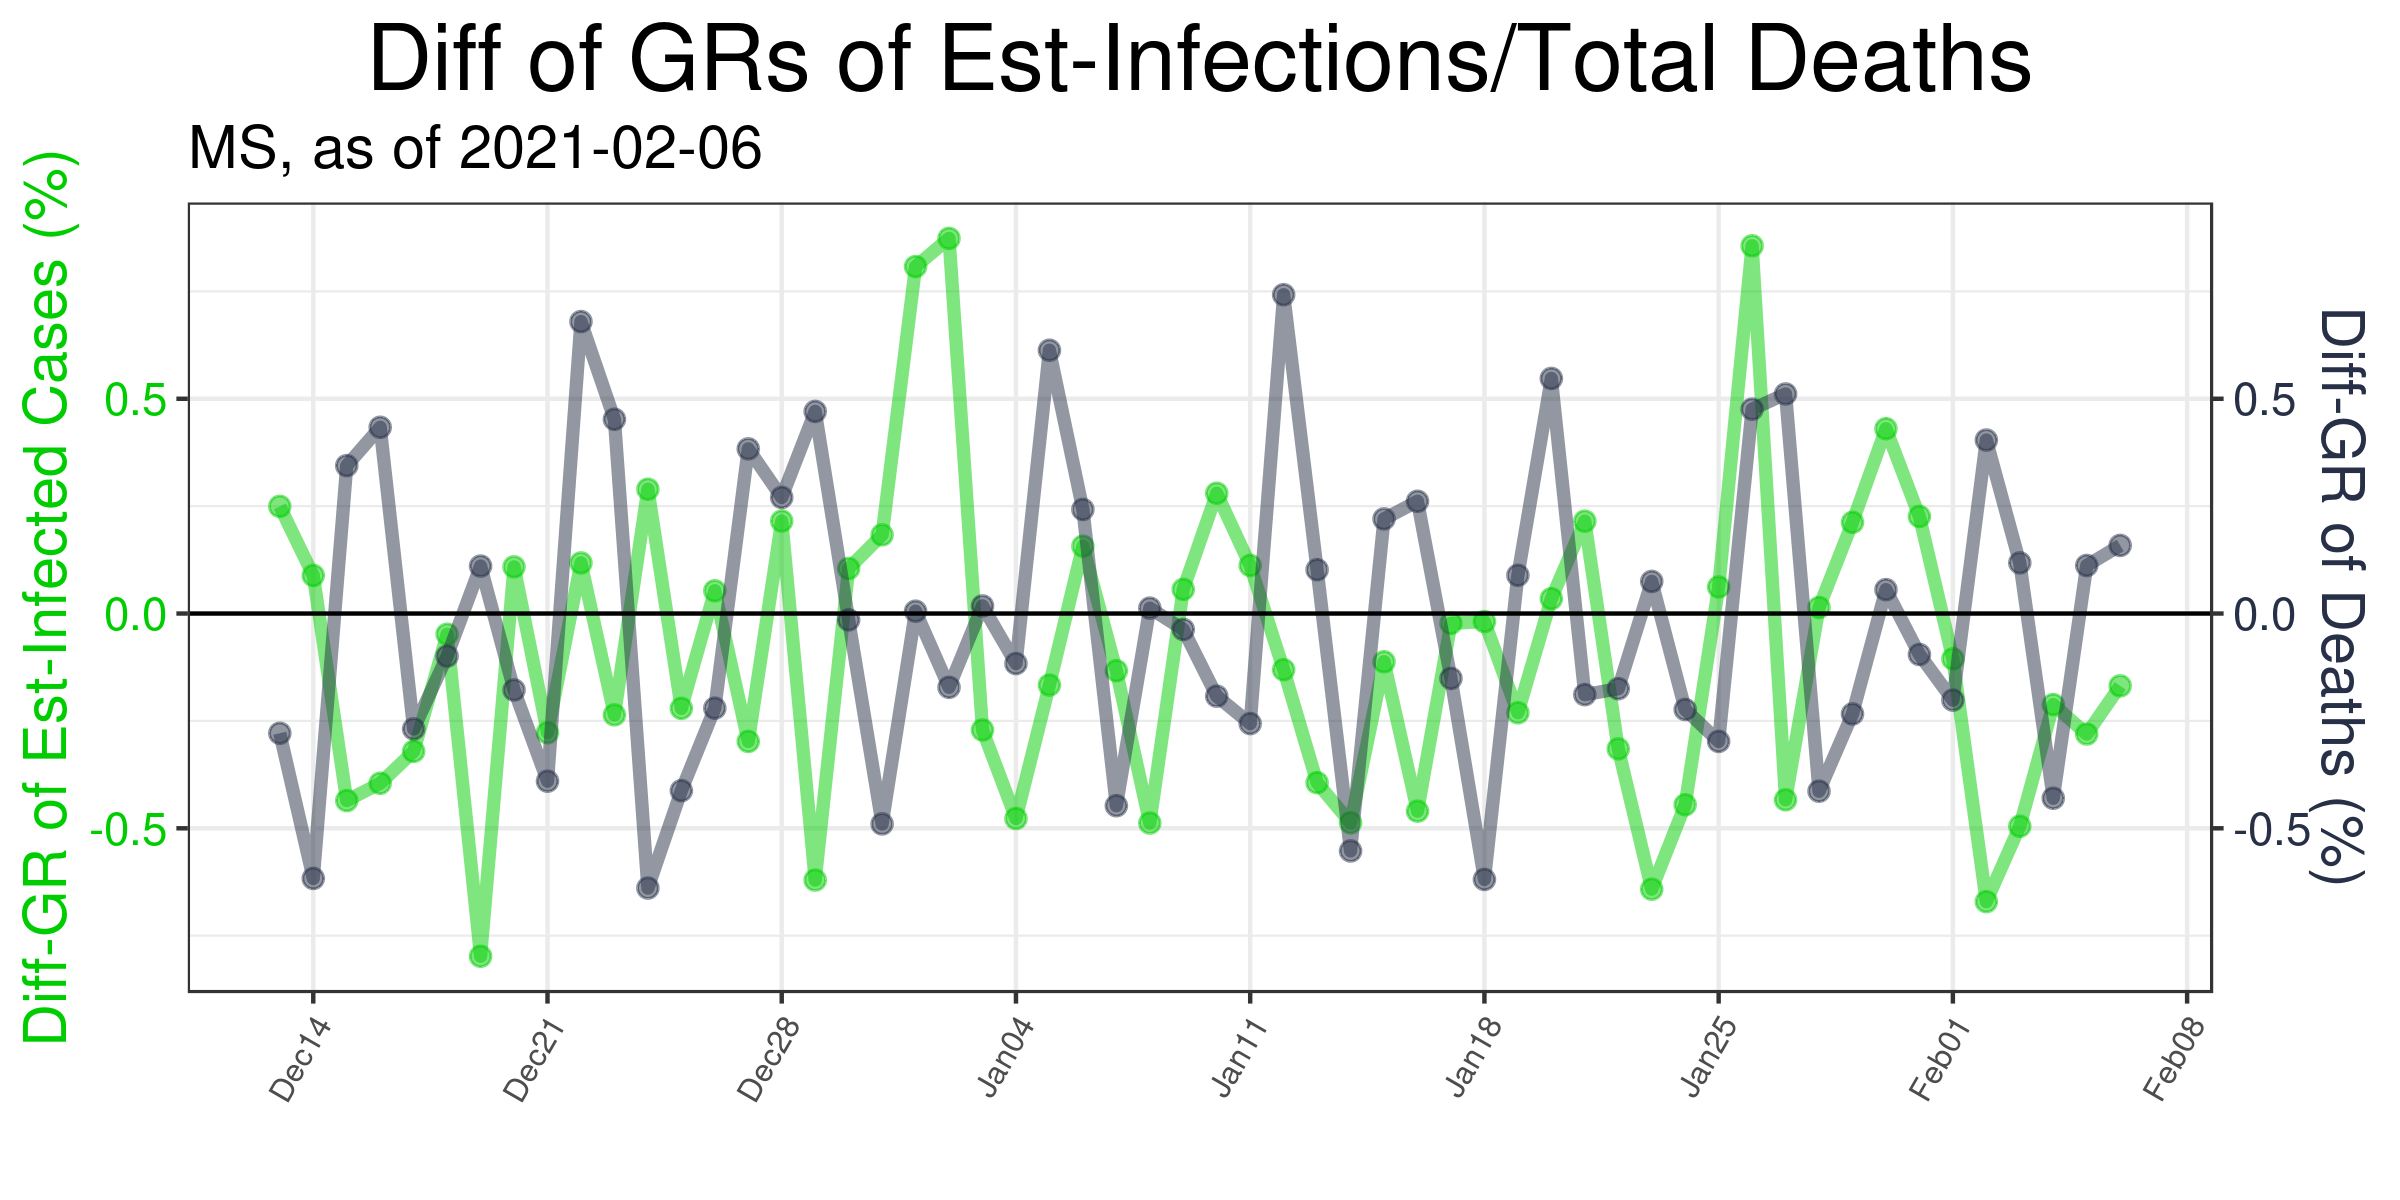 Diff of GRs of Est-Infections/Total Deaths
MS, as of 2021-02-06
Diff-GR of Est-Infected Cases (%)
0.5
0.0
-0.5
0.5
0.0
-0.5
Diff-GR of Deaths (%)
Dec14
Dec21
Dec28
Jan04
Jan11
Jan18
Jan25
Feb01
Feb08